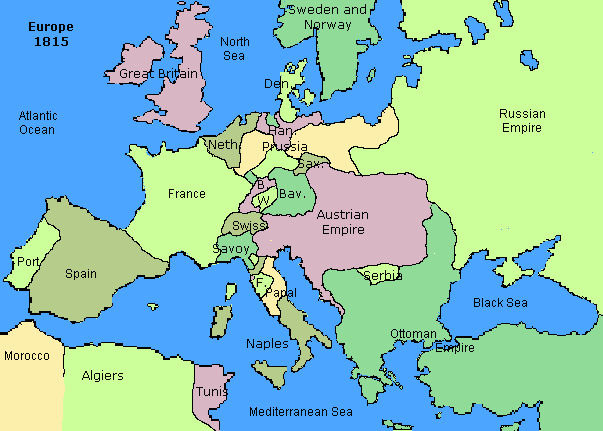 Europe
1815
Sweden and
Norway
North
Sea
Great Britain
Den.
Atlantic
Ocean
Russian
Empire
Han.
Neth.
Prussia
Sax.
France
B.
W.
Bav.
Austrian
Empire
Swiss
Savoy
Port.
Spain
F.
Papal
Serbia
Black Sea
Naples
Ottoman
Empire
Morocco
Algiers
Tunis
Mediterranean Sea